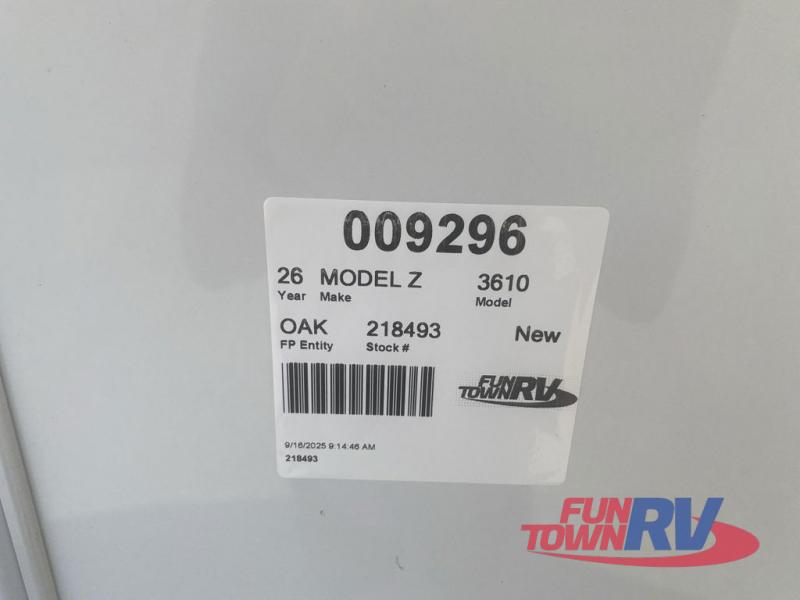 009296
26 MODEL Z 3610
Year Make Model
OAK 218493 New
FP Entity Stock #
FUN
TOWN RV
9/16/2025 9:14:46 AM
218493
FUN
TOWN RV